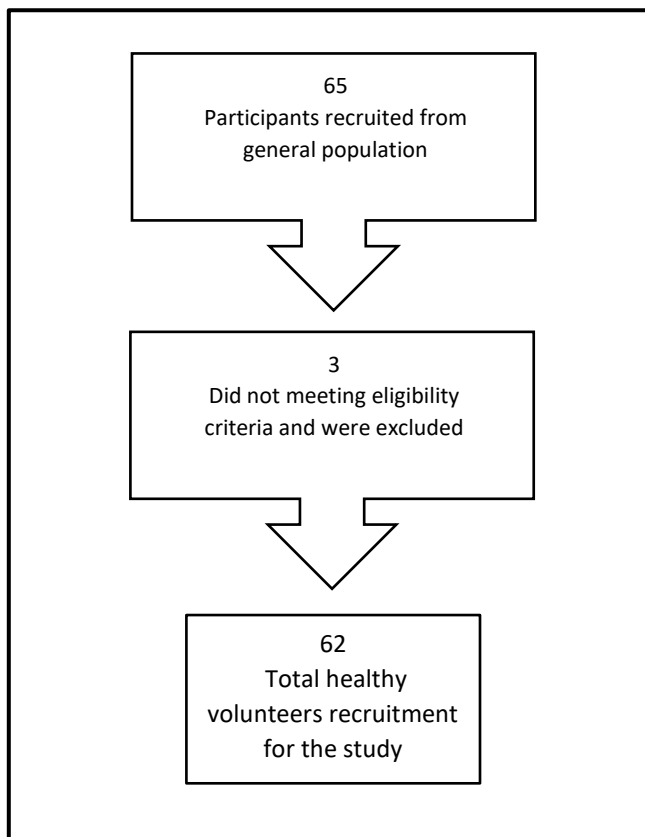 65
Participants recruited from
general population
3
Did not meeting eligibility
criteria and were excluded
62
Total healthy
volunteers recruitment
for the study